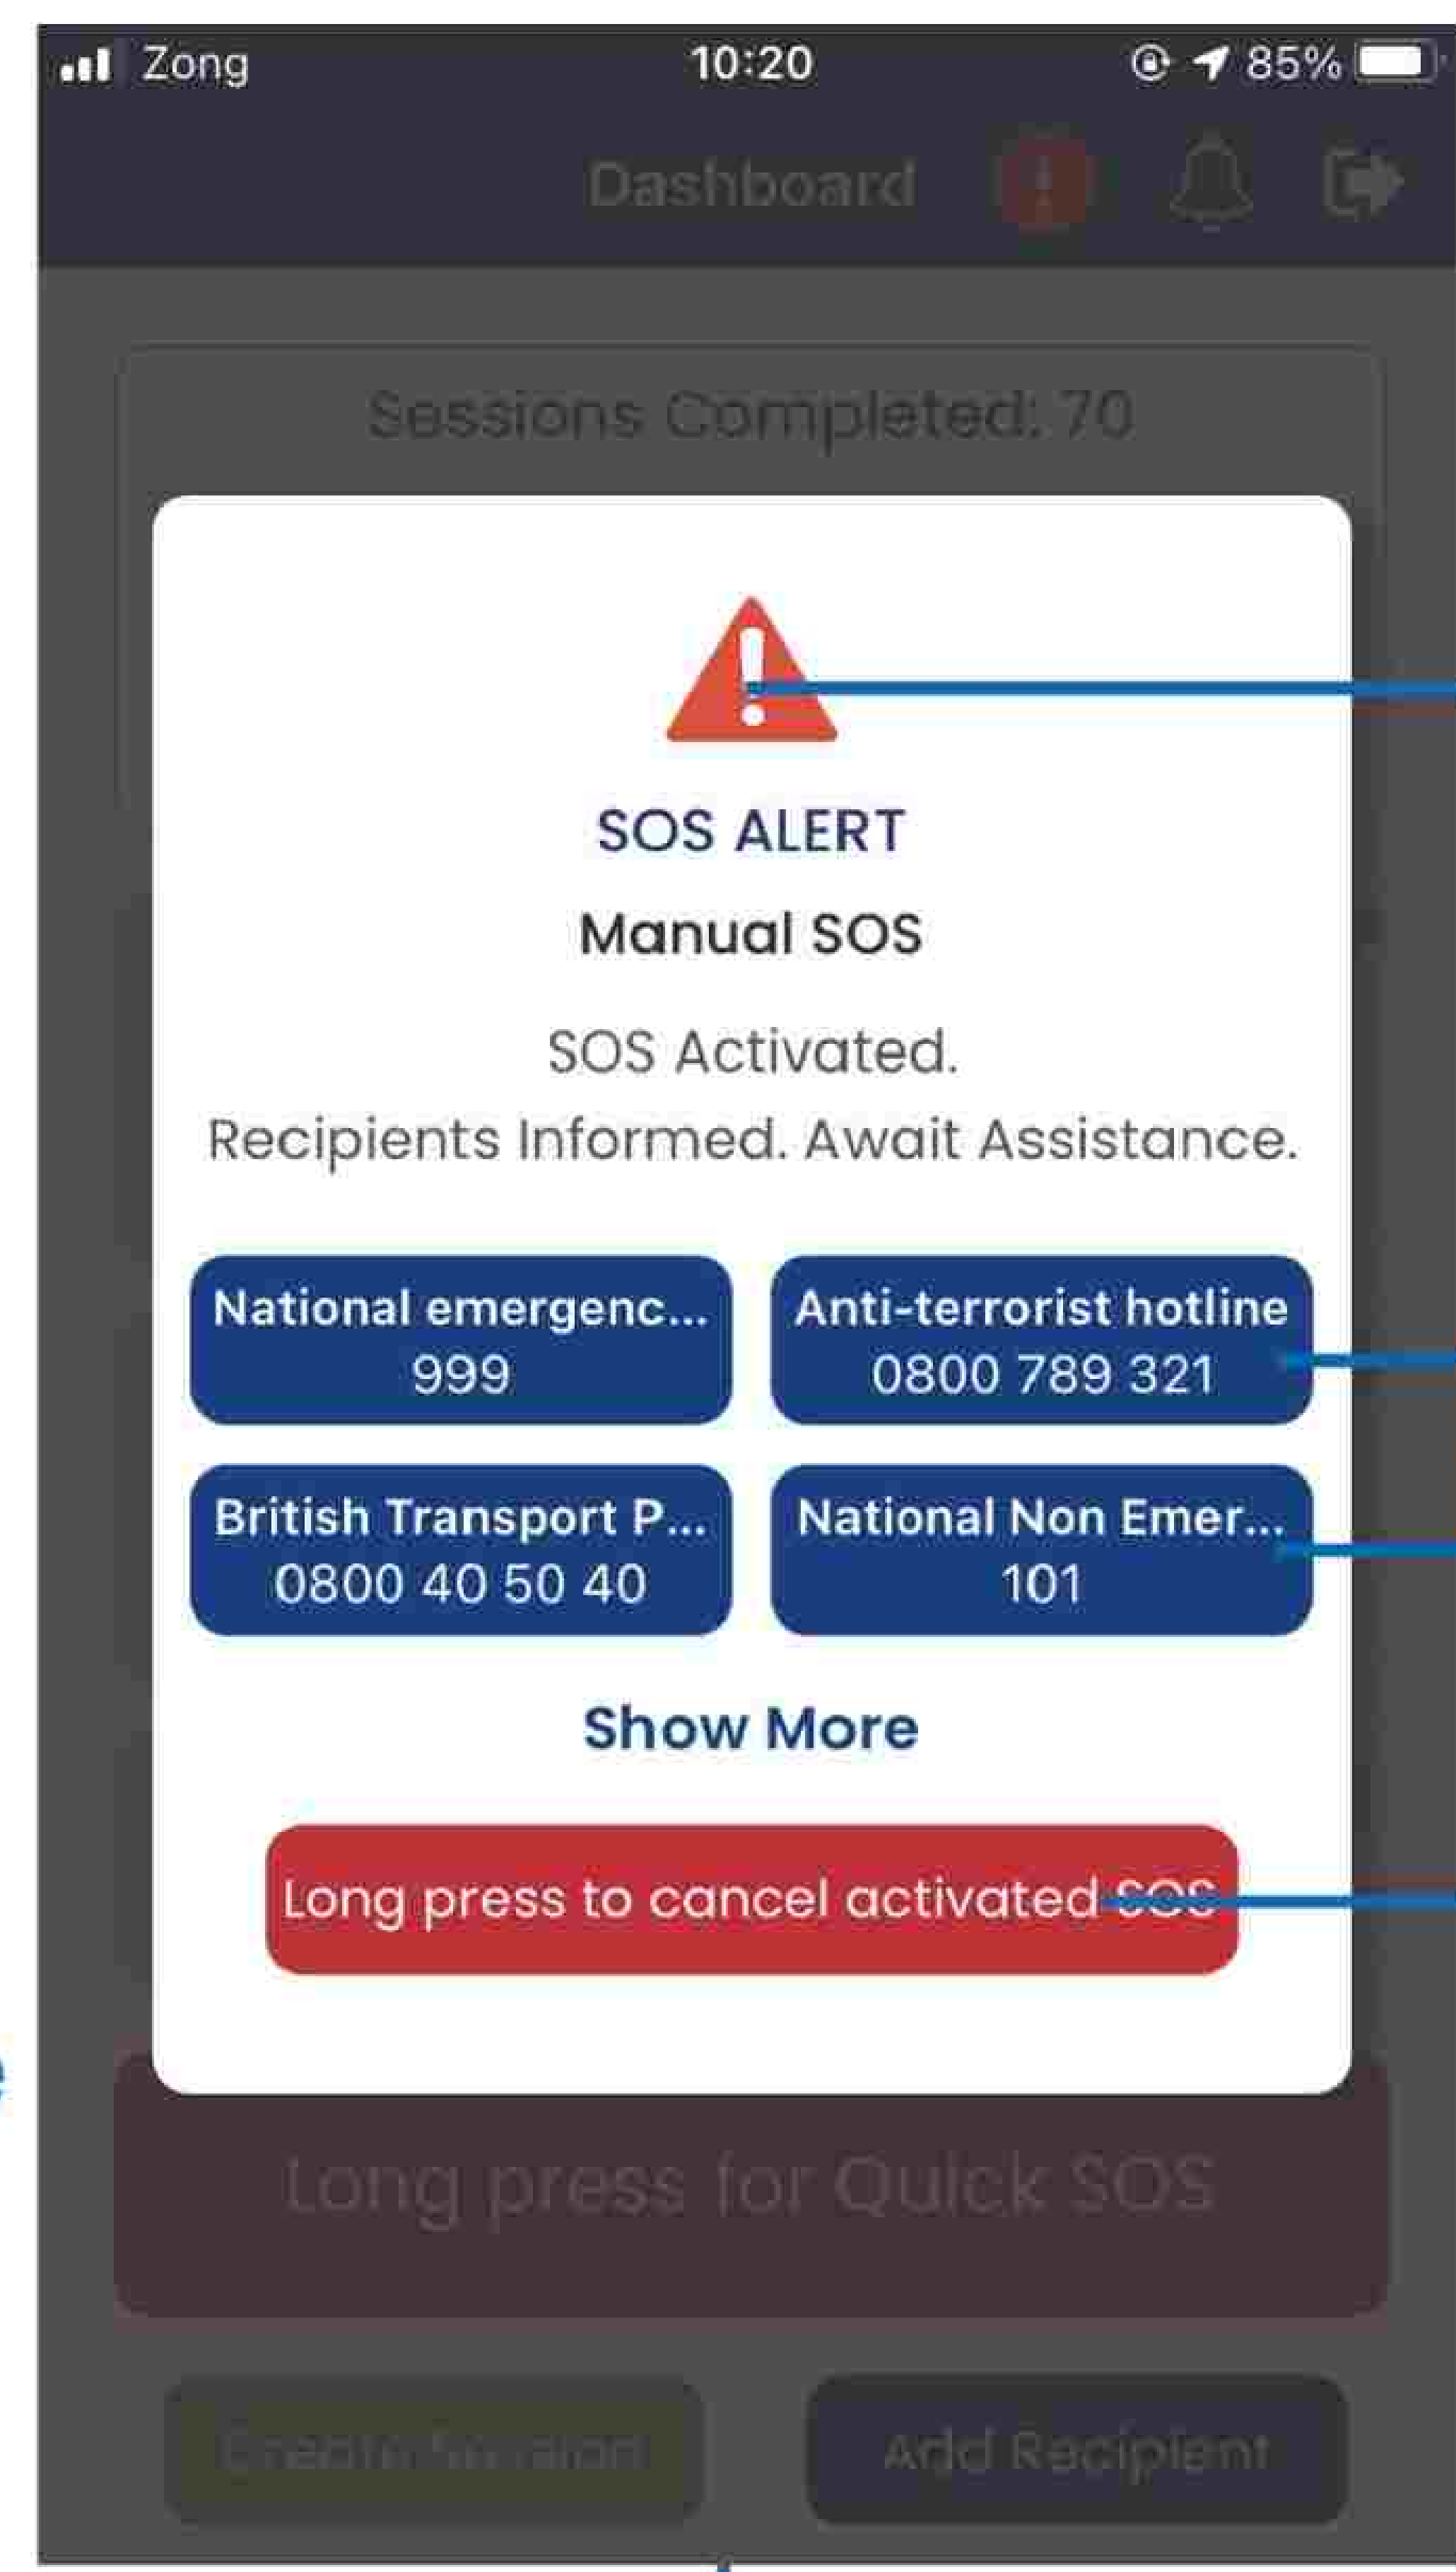 Zong 10:20 85%
Dashboard
Sessions Completed: 70
SOS ALERT
Manual SOS
SOS Activated.
Recipients Informed. Await Assistance.
National emergenc... Anti-terrorist hotline
999 0800 789 321
British Transport P... National Non Emer...
0800 40 50 40 101
Show More
Long press to cancel activated SOS
Long press for Quick SOS
Create Session Add Recipient